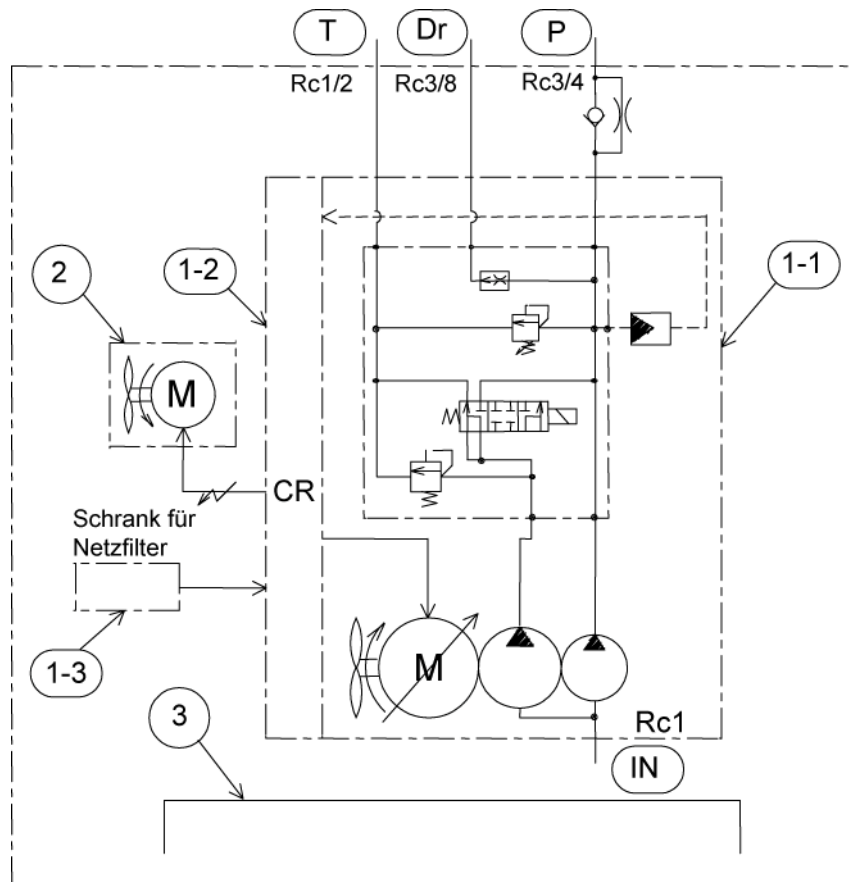 T
Dr
P
Rc1/2
Rc3/8
Rc3/4
2
1-2
1-1
M
CR
Schrank für
Netzfilter
1-3
M
3
Rc1
IN